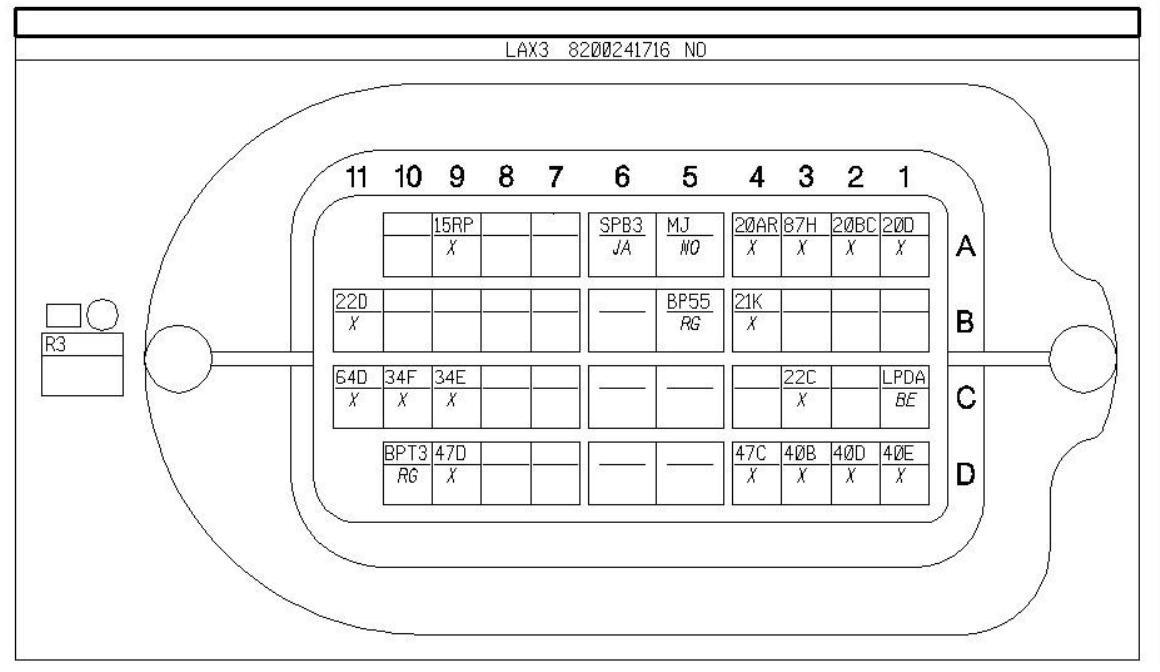 LAX3 8200241716 NO
11 10 9 8 7 6 5 4 3 2 1
15RP SPB3 MJ 20AR 87H 20BC 20D
X JA NO X X X X
A
22D BP55 21K
X RG X
B
R3
64D 34F 34E 22C LPDA
X X X X BE
C
BPT3 47D 47C 40B 40D 40E
RG X X X X X
D